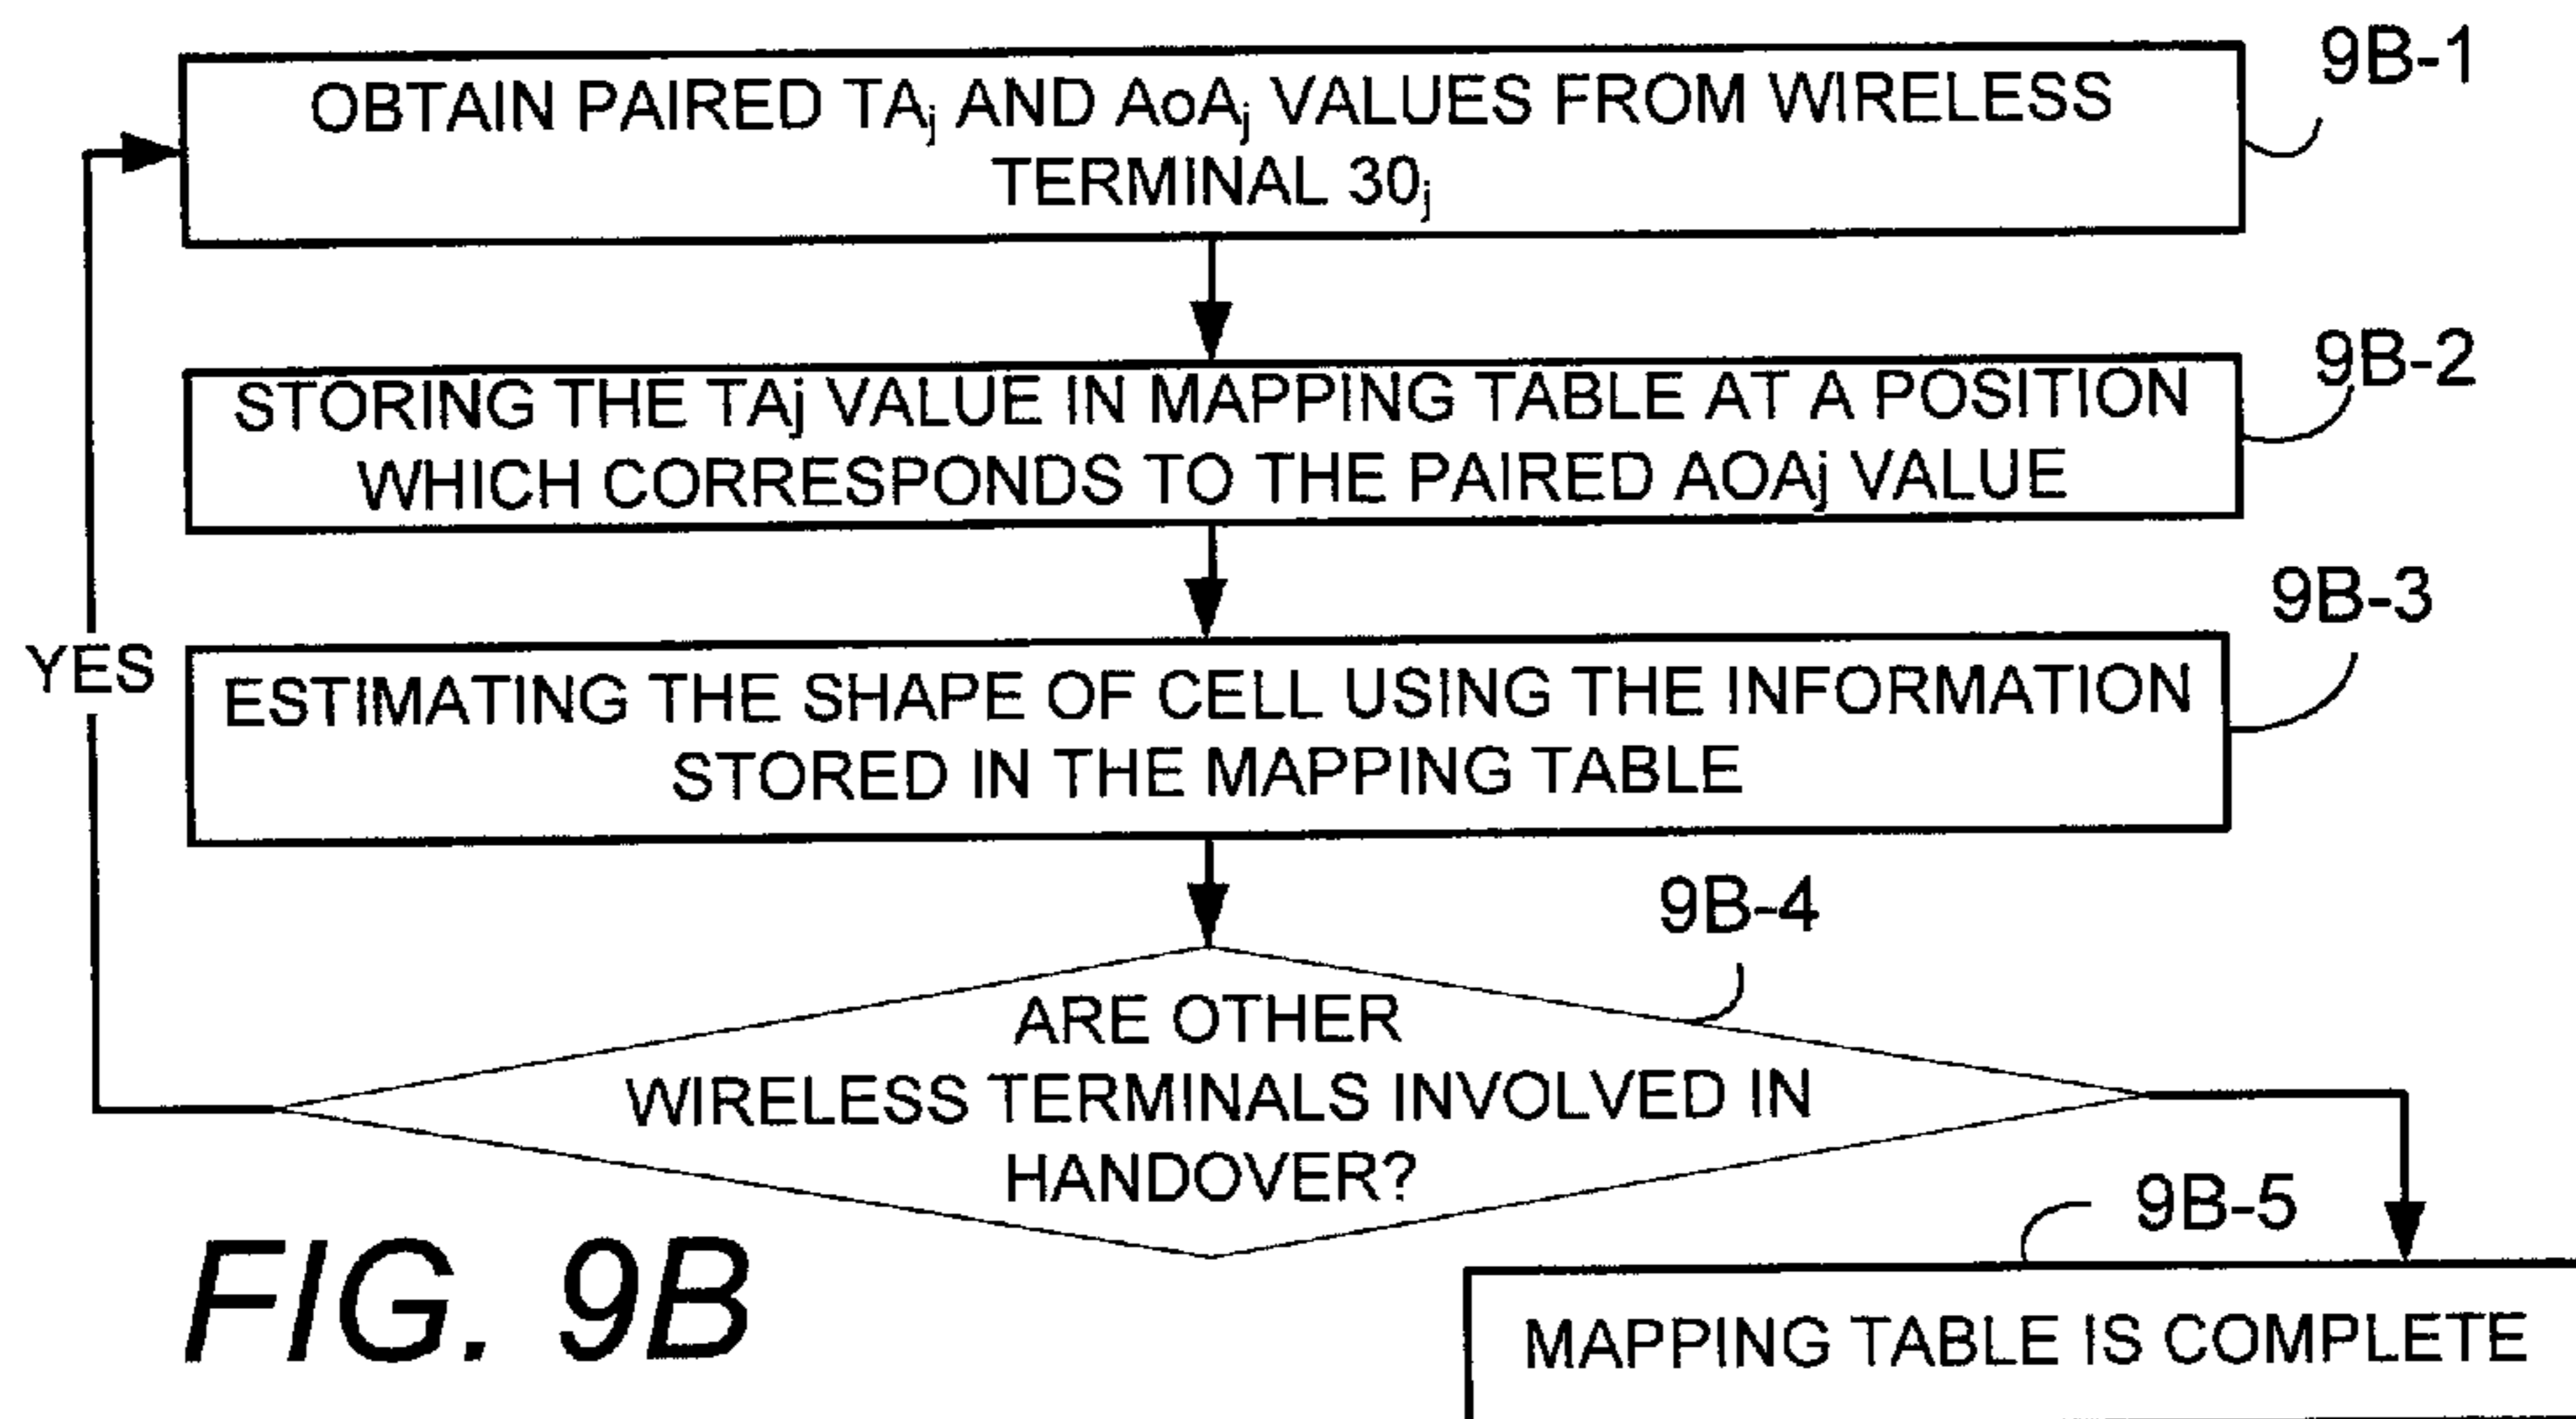 9B-1
OBTAIN PAIRED TAj AND AoAj VALUES FROM WIRELESS
TERMINAL 30j
9B-2
STORING THE TAj VALUE IN MAPPING TABLE AT A POSITION
WHICH CORRESPONDS TO THE PAIRED AOAj VALUE
9B-3
YES
ESTIMATING THE SHAPE OF CELL USING THE INFORMATION
STORED IN THE MAPPING TABLE
9B-4
ARE OTHER
WIRELESS TERMINALS INVOLVED IN
HANDOVER?
9B-5
MAPPING TABLE IS COMPLETE
FIG. 9B